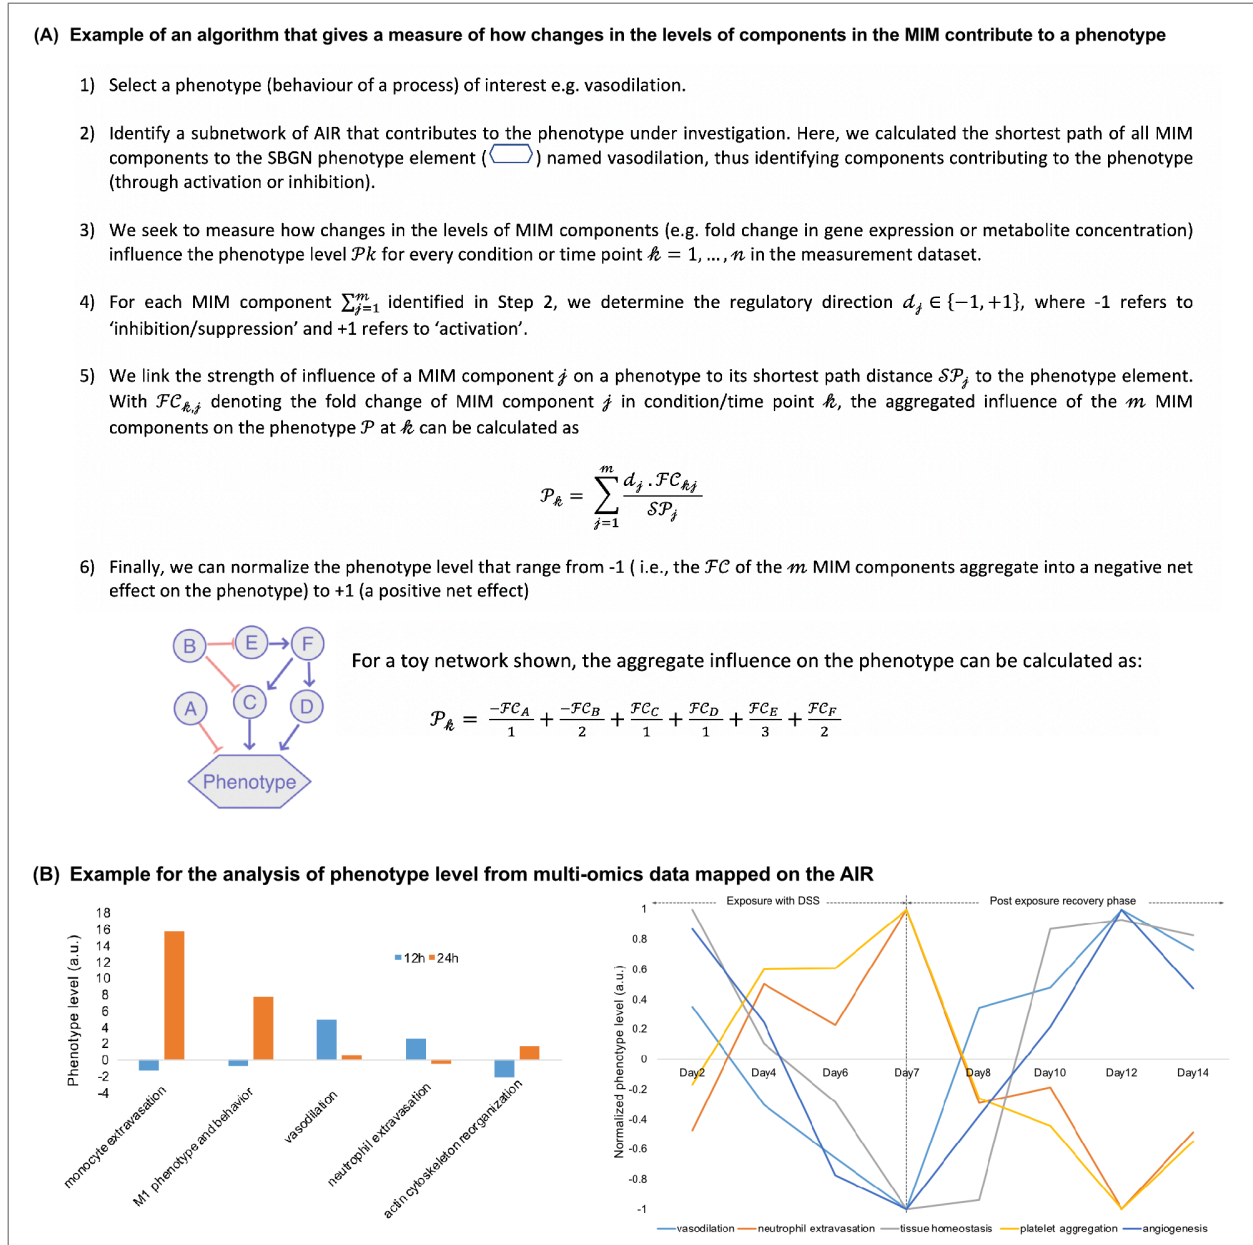 (A) Example of an algorithm that gives a measure of how changes in the levels of components in the MIM contribute to a phenotype
1) Select a phenotype (behaviour of a process) of interest e.g. vasodilation.
2) Identify a subnetwork of AIR that contributes to the phenotype under investigation. Here, we calculated the shortest path of all MIM
components to the SBGN phenotype element ( ) named vasodilation, thus identifying components contributing to the phenotype
(through activation or inhibition).
3) We seek to measure how changes in the levels of MIM components (e.g. fold change in gene expression or metabolite concentration)
influence the phenotype level 𝒫𝓀 for every condition or time point 𝓀 = 1, ..., 𝓃 in the measurement dataset.
4) For each MIM component ∑ᵐⱼ₌₁ identified in Step 2, we determine the regulatory direction 𝒹ⱼ ∈ {−1, +1}, where -1 refers to
‘inhibition/suppression’ and +1 refers to ‘activation’.
5) We link the strength of influence of a MIM component 𝒿 on a phenotype to its shortest path distance 𝒮𝒫ⱼ to the phenotype element.
With ℱ𝒞𝓀,𝒿 denoting the fold change of MIM component 𝒿 in condition/time point 𝓀, the aggregated influence of the 𝓂 MIM
components on the phenotype 𝒫 at 𝓀 can be calculated as
𝒫𝓀 = ∑ᵐⱼ₌₁ 𝒹ⱼ . ℱ𝒞𝓀𝒿 / 𝒮𝒫ⱼ
6) Finally, we can normalize the phenotype level that range from -1 ( i.e., the ℱ𝒞 of the 𝓂 MIM components aggregate into a negative net
effect on the phenotype) to +1 (a positive net effect)
B E F
A C D
Phenotype
For a toy network shown, the aggregate influence on the phenotype can be calculated as:
𝒫𝓀 = −ℱ𝒞_A/1 + −ℱ𝒞_B/2 + ℱ𝒞_C/1 + ℱ𝒞_D/1 + ℱ𝒞_E/3 + ℱ𝒞_F/2
(B) Example for the analysis of phenotype level from multi-omics data mapped on the AIR
Phenotype level (a.u.)
18
16
14
12
10
8
6
4
2
0
-2
-4
12h 24h
monocyte extravasation
M1 phenotype and behavior
vasodilation
neutrophil extravasation
actin cytoskeleton reorganization
Exposure with DSS
Post exposure recovery phase
Normalized phenctype level (a.u.)
1
0.8
0.6
0.4
0.2
0
-0.2
-0.4
-0.6
-0.8
-1
Day2 Day4 Day6 Day7 Day8 Day10 Day12 Day14
vasodilation neutrophil extravasation tissue homeostasis platelet aggregation angiogenesis